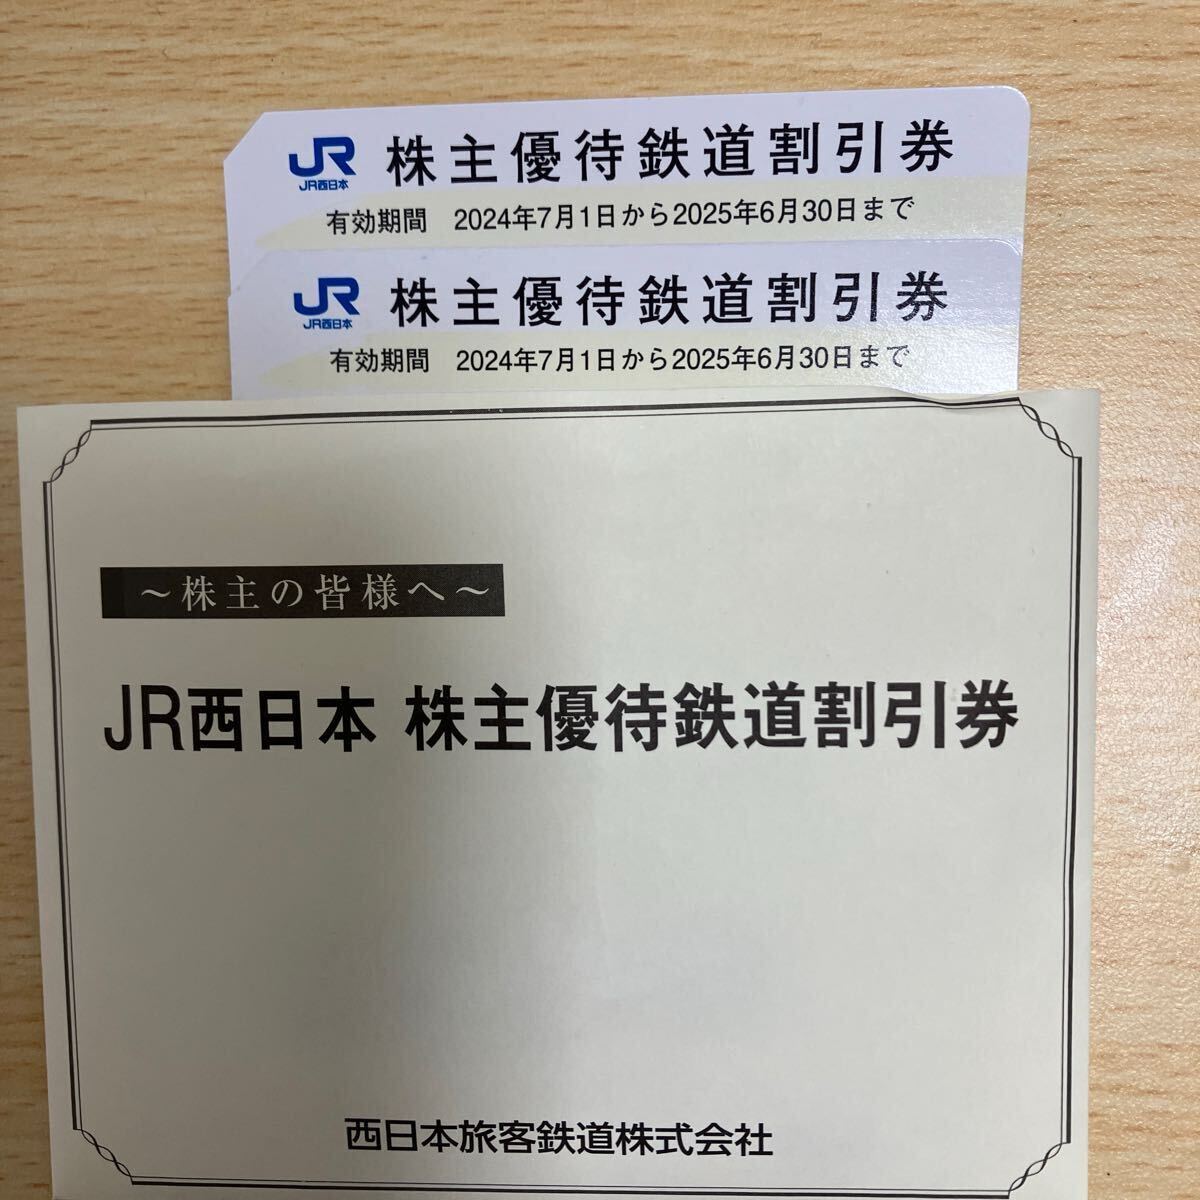 JR 株主優待鉄道割引券
JR西日本
有効期間 2024年7月1日から2025年6月30日まで
JR 株主優待鉄道割引券
JR西日本
有効期間 2024年7月1日から2025年6月30日まで
～株主の皆様へ～
JR西日本 株主優待鉄道割引券
西日本旅客鉄道株式会社